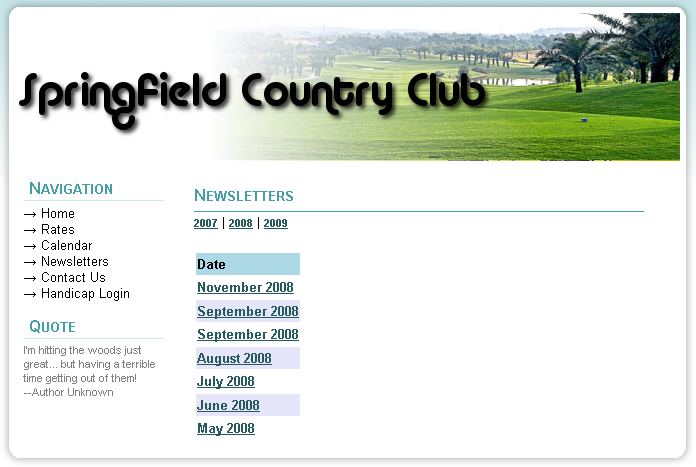 Springfield Country Club
Navigation
→ Home
→ Rates
→ Calendar
→ Newsletters
→ Contact Us
→ Handicap Login
Quote
I'm hitting the woods just
great... but having a terrible
time getting out of them!
--Author Unknown
Newsletters
2007 | 2008 | 2009
Date
November 2008
September 2008
September 2008
August 2008
July 2008
June 2008
May 2008